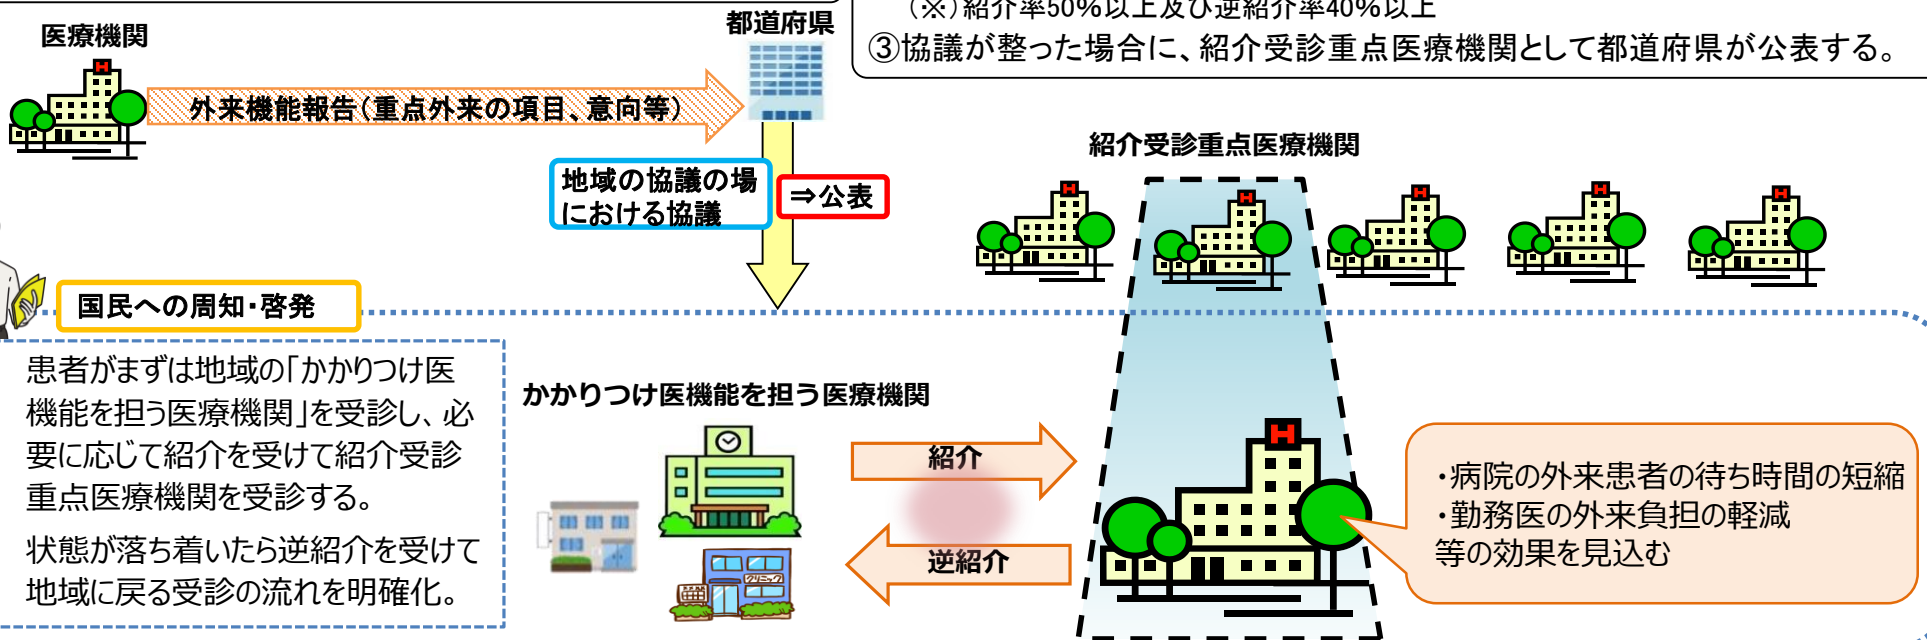 (※)紹介率50%以上及び逆紹介率40%以上
③協議が整った場合に、紹介受診重点医療機関として都道府県が公表する。
医療機関
都道府県
外来機能報告(重点外来の項目、意向等)
地域の協議の場
における協議
⇒公表
紹介受診重点医療機関
国民への周知・啓発
患者がまずは地域の「かかりつけ医
機能を担う医療機関」を受診し、必
要に応じて紹介を受けて紹介受診
重点医療機関を受診する。
状態が落ち着いたら逆紹介を受けて
地域に戻る受診の流れを明確化。
かかりつけ医機能を担う医療機関
クリニック
紹介
逆紹介
・病院の外来患者の待ち時間の短縮
・勤務医の外来負担の軽減
等の効果を見込む